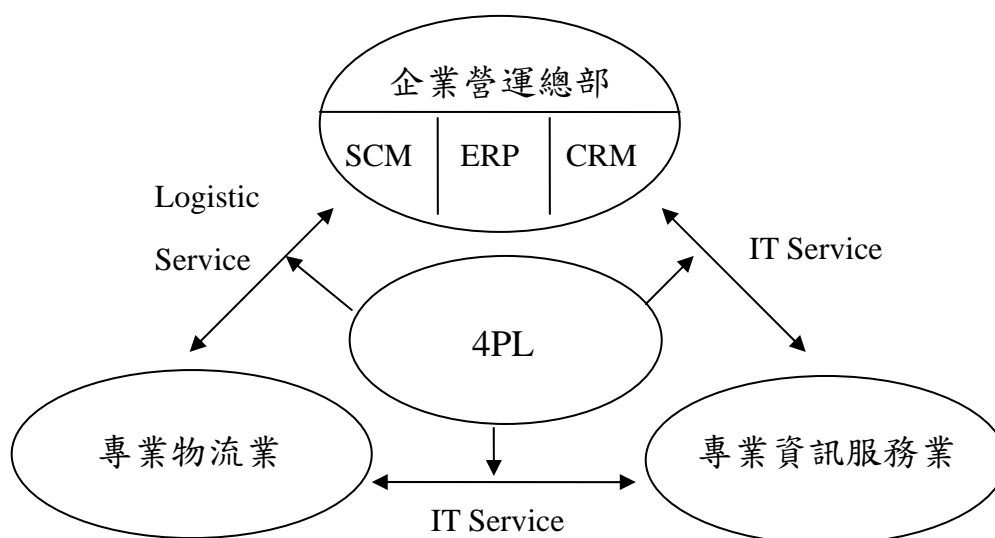 企業營運總部
SCM ERP CRM
Logistic
Service
IT Service
4PL
專業物流業
專業資訊服務業
IT Service